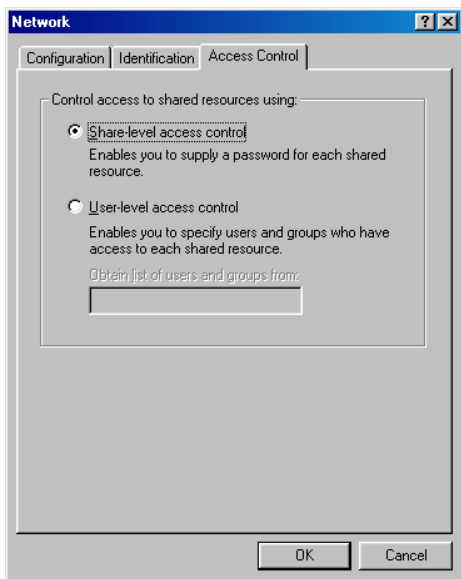 Network
Configuration
Identification
Access Control
Control access to shared resources using:
Share-level access control
Enables you to supply a password for each shared
resource.
User-level access control
Enables you to specify users and groups who have
access to each shared resource.
Obtain list of users and groups from:
OK
Cancel